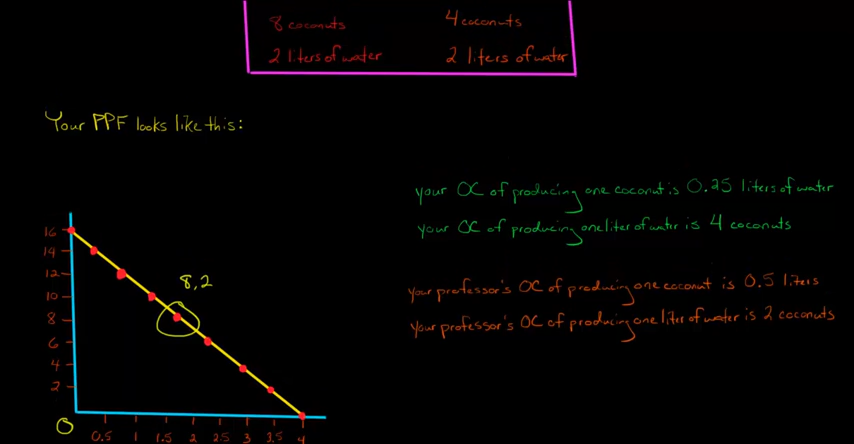 8 coconuts 4 coconuts
2 liters of water 2 liters of water
Your PPF looks like this:
your OC of producing one coconut is 0.25 liters of water
your OC of producing one liter of water is 4 coconuts
your professor's OC of producing one coconut is 0.5 liters
your professor's OC of producing one liter of water is 2 coconuts
8,2
16
14
12
10
8
6
4
2
0
0.5 1 1.5 2 2.5 3 3.5 4